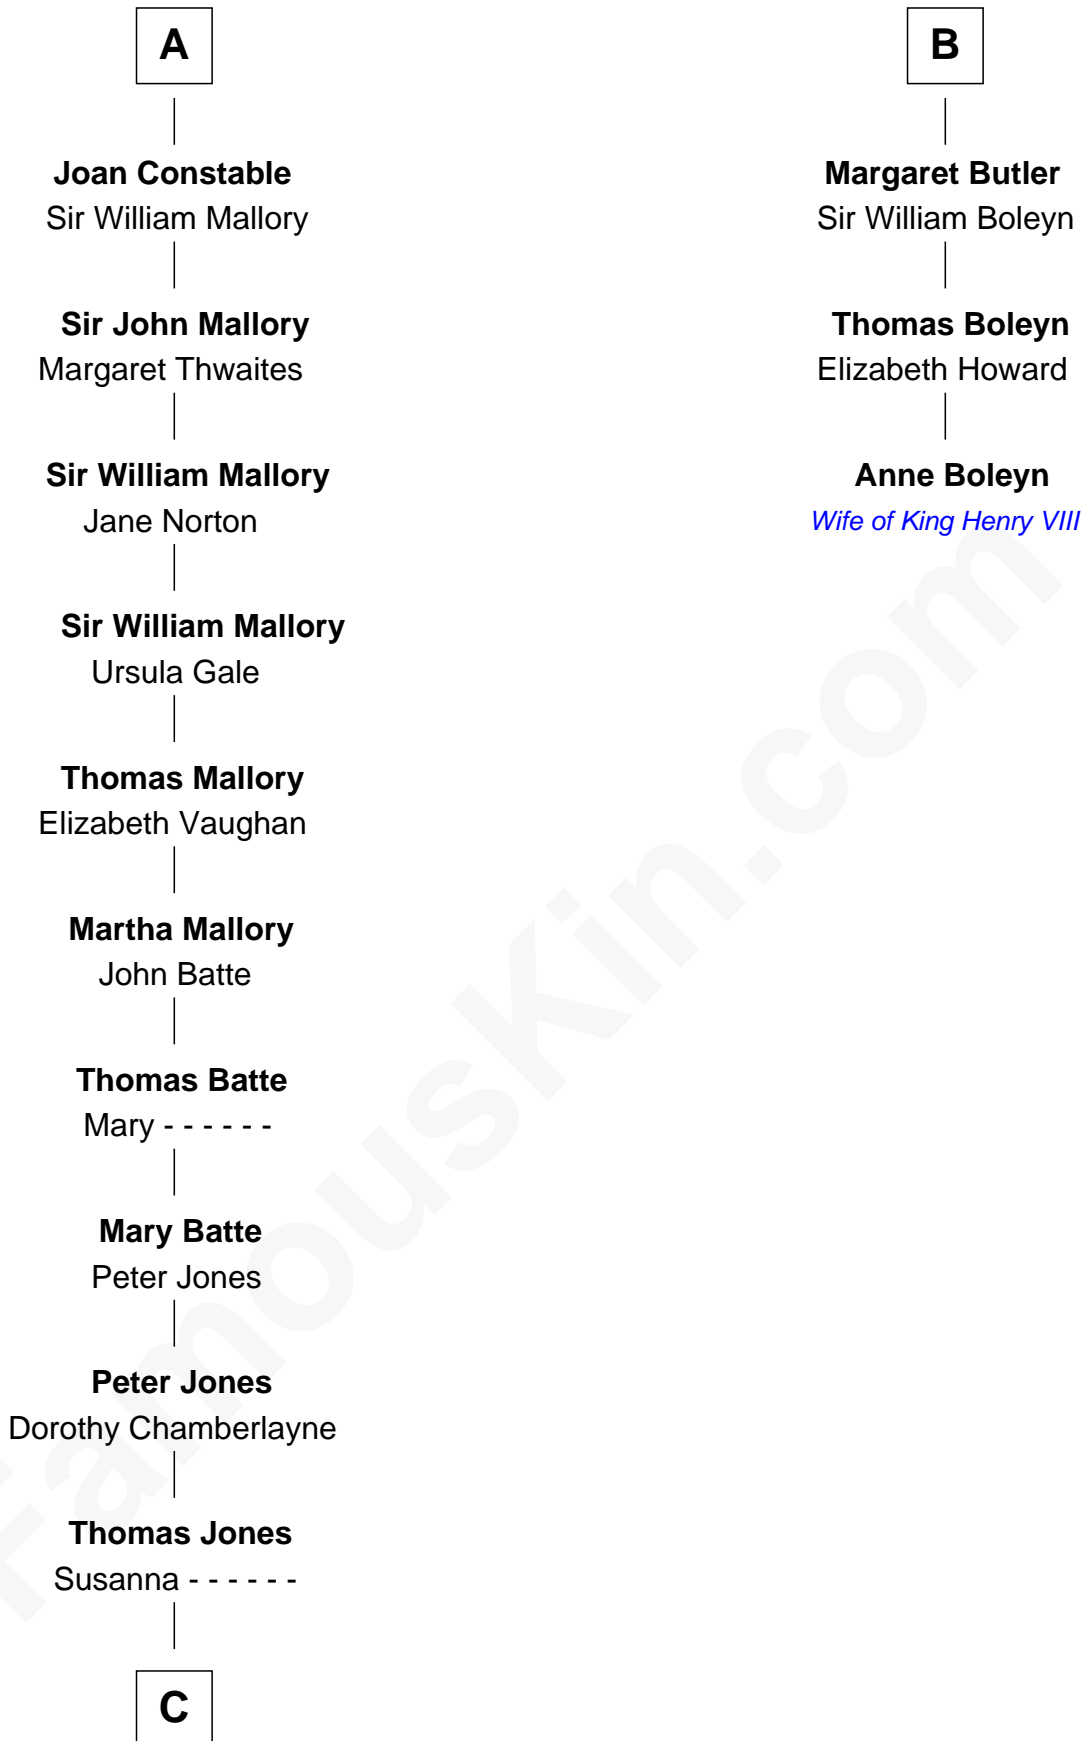 A
Joan Constable
Sir William Mallory
Sir John Mallory
Margaret Thwaites
Sir William Mallory
Jane Norton
Sir William Mallory
Ursula Gale
Thomas Mallory
Elizabeth Vaughan
Martha Mallory
John Batte
Thomas Batte
Mary - - - - - -
Mary Batte
Peter Jones
Peter Jones
Dorothy Chamberlayne
Thomas Jones
Susanna - - - - - -
C
B
Margaret Butler
Sir William Boleyn
Thomas Boleyn
Elizabeth Howard
Anne Boleyn
Wife of King Henry VIII
FamousKin.com